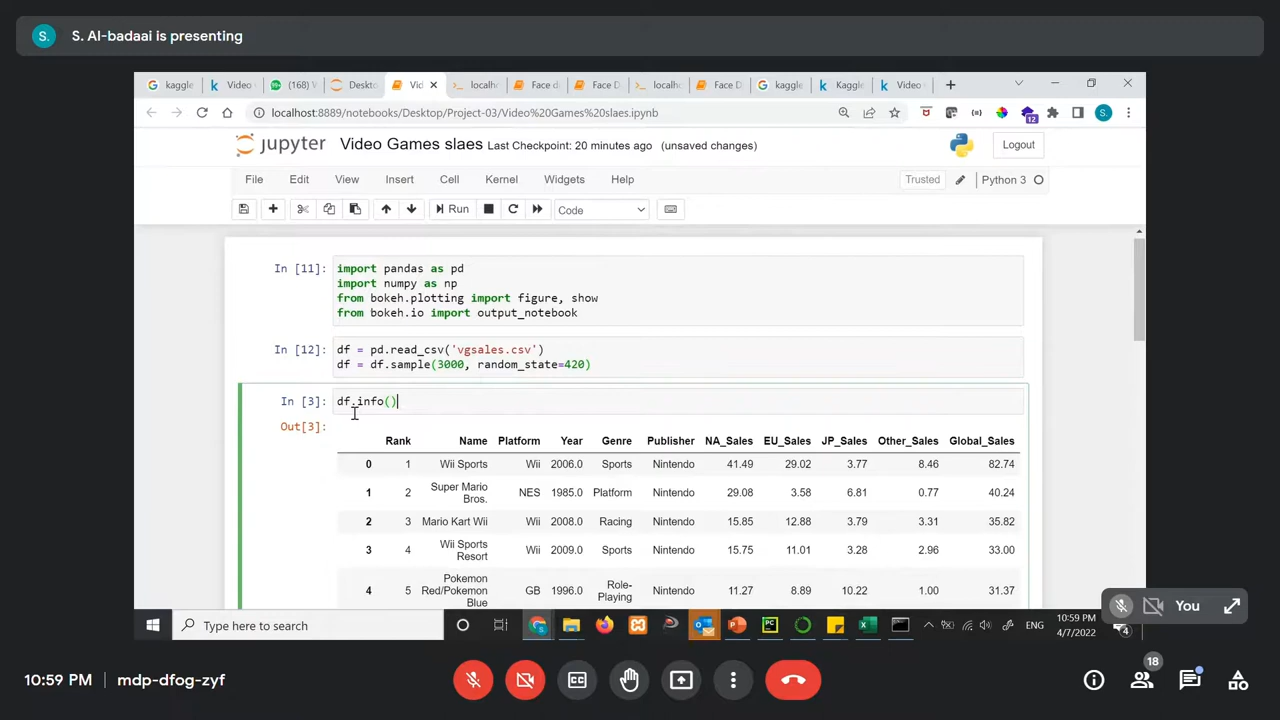 S.
S. Al-badaai is presenting
kaggle
Video
(168) V
Deskto
Vid
localh
Face d
Face D
localh
Face D
kaggle
Kaggle
Video
localhost:8889/notebooks/Desktop/Project-03/Video%20Games%20slaes.ipynb
12
S
jupyter Video Games slaes Last Checkpoint: 20 minutes ago (unsaved changes)
Logout
File Edit View Insert Cell Kernel Widgets Help
Trusted
Python 3
Run
Code
In [11]: import pandas as pd
import numpy as np
from bokeh.plotting import figure, show
from bokeh.io import output_notebook
In [12]: df = pd.read_csv('vgsales.csv')
df = df.sample(3000, random_state=420)
In [3]: df.info()
Out[3]:
Rank Name Platform Year Genre Publisher NA_Sales EU_Sales JP_Sales Other_Sales Global_Sales
0 1 Wii Sports Wii 2006.0 Sports Nintendo 41.49 29.02 3.77 8.46 82.74
1 2 Super Mario Bros. NES 1985.0 Platform Nintendo 29.08 3.58 6.81 0.77 40.24
2 3 Mario Kart Wii Wii 2008.0 Racing Nintendo 15.85 12.88 3.79 3.31 35.82
3 4 Wii Sports Resort Wii 2009.0 Sports Nintendo 15.75 11.01 3.28 2.96 33.00
4 5 Pokemon Red/Pokemon Blue GB 1996.0 Role-Playing Nintendo 11.27 8.89 10.22 1.00 31.37
You
Type here to search
ENG
10:59 PM
4/7/2022
4
10:59 PM mdp-dfog-zyf
18